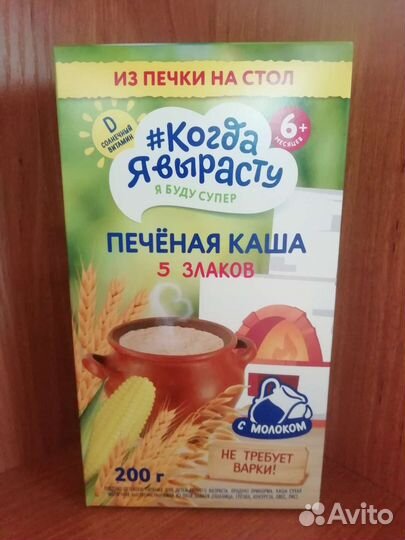 ИЗ ПЕЧКИ НА СТОЛ
D
СОЛНЕЧНЫЙ
ВИТАМИН
6+
МЕСЯЦЕВ
#Когда
Я вырасту
Я БУДУ СУПЕР
ПЕЧЁНАЯ КАША
5 ЗЛАКОВ
С МОЛОКОМ
НЕ ТРЕБУЕТ
ВАРКИ!
200 г
Avito